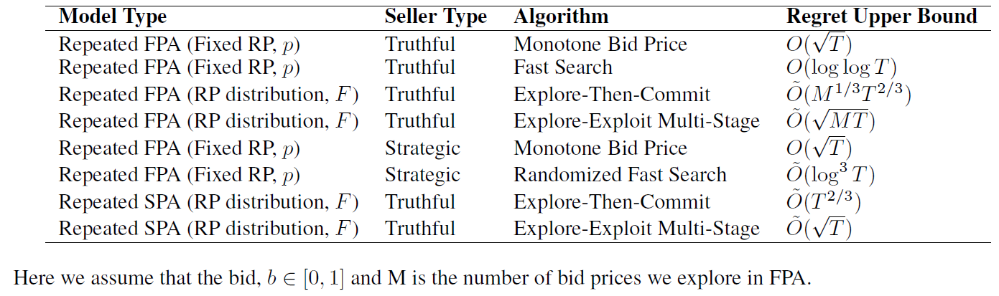 Model Type Seller Type Algorithm Regret Upper Bound
Repeated FPA (Fixed RP, p) Truthful Monotone Bid Price O(√T)
Repeated FPA (Fixed RP, p) Truthful Fast Search O(log log T)
Repeated FPA (RP distribution, F) Truthful Explore-Then-Commit Õ(M^{1/3}T^{2/3})
Repeated FPA (RP distribution, F) Truthful Explore-Exploit Multi-Stage Õ(√MT)
Repeated FPA (Fixed RP, p) Strategic Monotone Bid Price O(√T)
Repeated FPA (Fixed RP, p) Strategic Randomized Fast Search Õ(log³ T)
Repeated SPA (RP distribution, F) Truthful Explore-Then-Commit Õ(T^{2/3})
Repeated SPA (RP distribution, F) Truthful Explore-Exploit Multi-Stage Õ(√T)
Here we assume that the bid, b ∈ [0, 1] and M is the number of bid prices we explore in FPA.